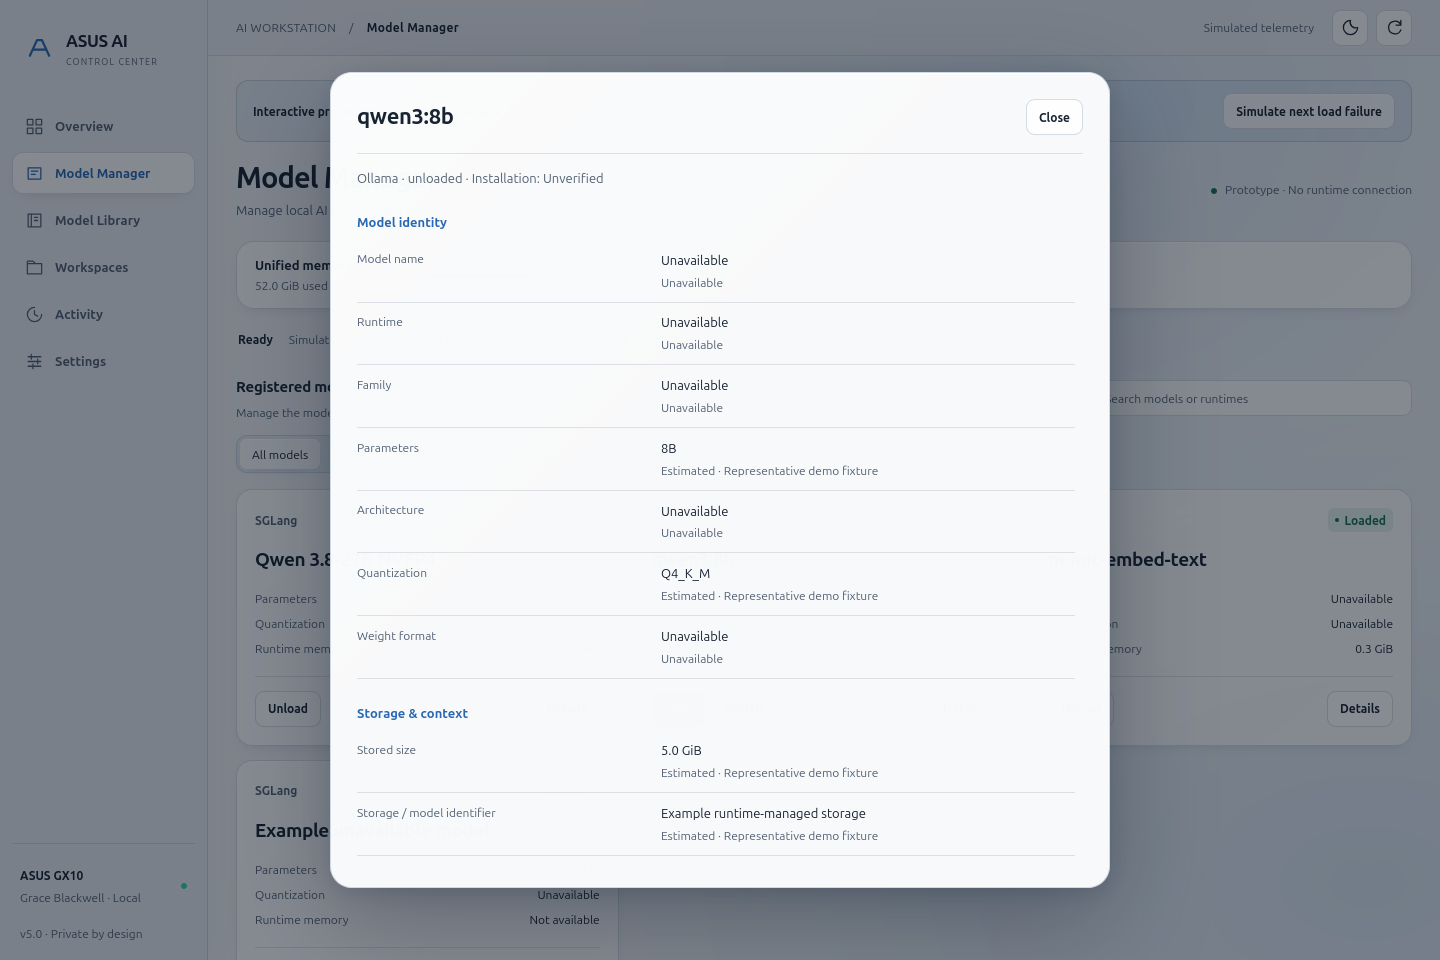 ASUS AI
CONTROL CENTER
Overview
Model Manager
Model Library
Workspaces
Activity
Settings
ASUS GX10
Grace Blackwell · Local
v5.0 · Private by design
AI WORKSTATION / Model Manager
Simulated telemetry
Interactive
Simulate next load failure
Model
Manage local AI
Prototype · No runtime connection
Unified
52.0 GiB used
Ready
Registered
Manage the
Search models or runtimes
All models
SGLang
Qwen
Parameters
Quantization
Runtime
Unload
Loaded
embed-text
Unavailable
Unavailable
0.3 GiB
Details
SGLang
Example
Parameters
Quantization Unavailable
Runtime memory Not available
qwen3:8b
Close
Ollama · unloaded · Installation: Unverified
Model identity
Model name Unavailable
Unavailable
Runtime Unavailable
Unavailable
Family Unavailable
Unavailable
Parameters 8B
Estimated · Representative demo fixture
Architecture Unavailable
Unavailable
Quantization Q4_K_M
Estimated · Representative demo fixture
Weight format Unavailable
Unavailable
Storage & context
Stored size 5.0 GiB
Estimated · Representative demo fixture
Storage / model identifier Example runtime-managed storage
Estimated · Representative demo fixture